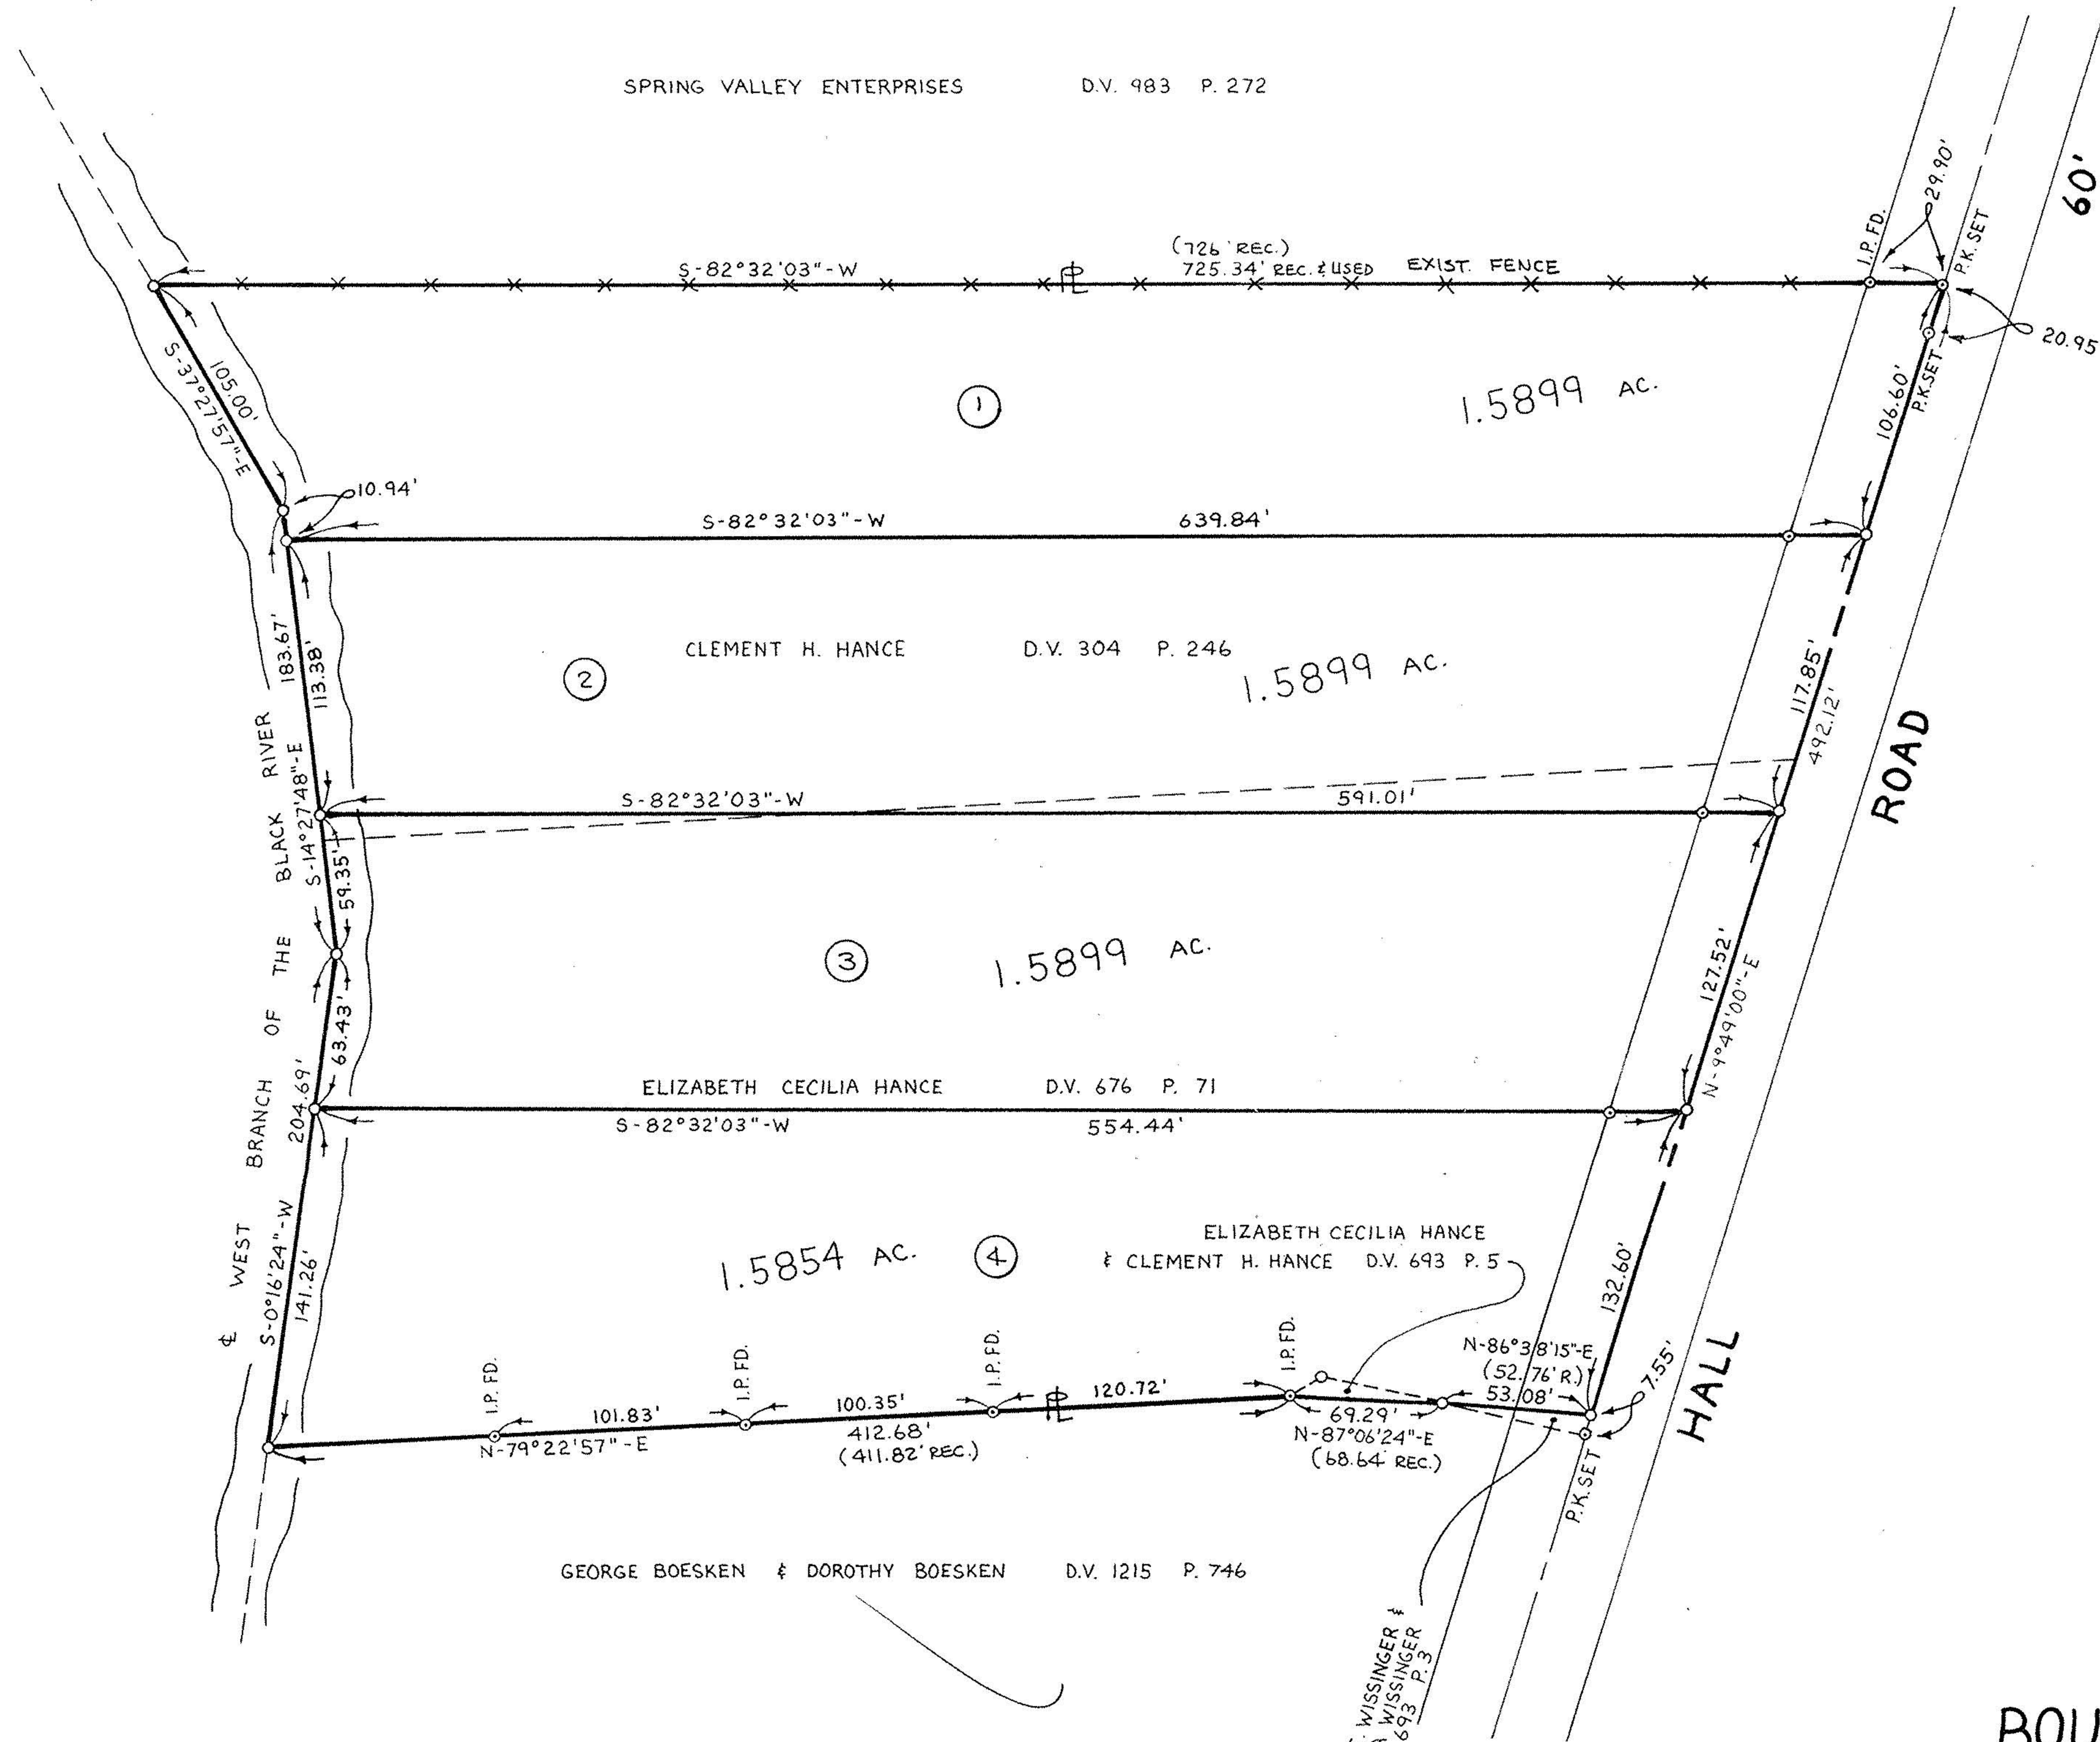 SPRING VALLEY ENTERPRISES D.V. 983 P. 272
60'
29.90'
I.P. FD.
P.K. SET
(726' REC.)
S-82°32'03"-W 725.34' REC. & USED EXIST. FENCE
PL
20.95
P.K. SET
S-37°27'57"-E
105.00'
1
1.5899 AC.
106.60'
10.94'
S-82°32'03"-W 639.84'
183.67'
113.38'
CLEMENT H. HANCE D.V. 304 P. 246
2
1.5899 AC.
117.85'
492.12'
S-14°27'48"-E
S-82°32'03"-W 591.01'
59.35'
3
1.5899 AC.
127.52'
N-9°49'00"-E
63.43'
204.69'
ELIZABETH CECILIA HANCE D.V. 676 P. 71
S-82°32'03"-W 554.44'
℄ WEST BRANCH OF THE BLACK RIVER
S-0°16'24"-W
141.26'
1.5854 AC.
4
ELIZABETH CECILIA HANCE
& CLEMENT H. HANCE D.V. 693 P. 5
132.60'
HALL ROAD
I.P. FD.
I.P. FD.
I.P. FD.
I.P. FD.
N-86°38'15"-E
(52.76' R.)
53.08'
7.55'
101.83'
100.35'
120.72'
PL
N-79°22'57"-E
412.68'
(411.82' REC.)
69.29'
N-87°06'24"-E
(68.64' REC.)
P.K. SET
GEORGE BOESKEN & DOROTHY BOESKEN D.V. 1215 P. 746
WISSINGER &
WISSINGER
693 P. 3
BOU